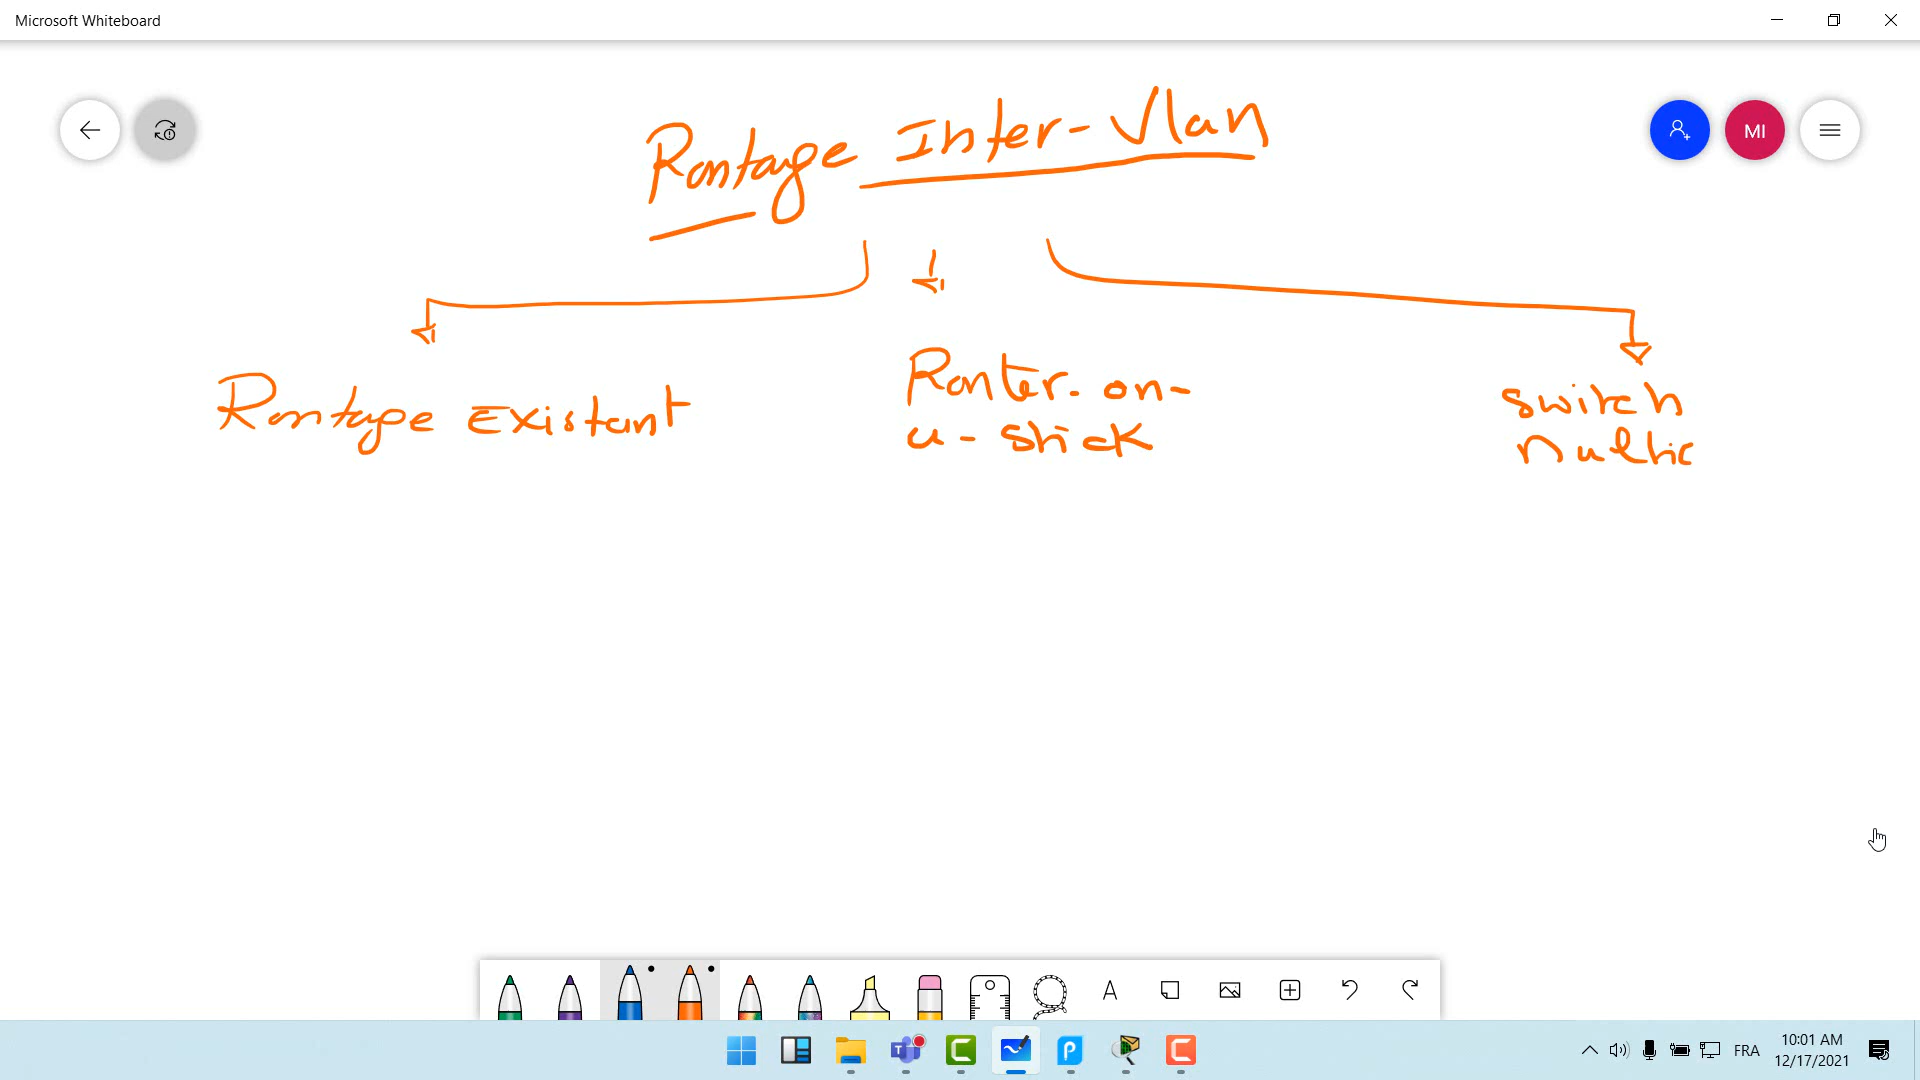 Microsoft Whiteboard
Routage Inter-Vlan
MI
Routage Existant
Router-on-
a-stick
switch
Multic
A
FRA
10:01 AM
12/17/2021